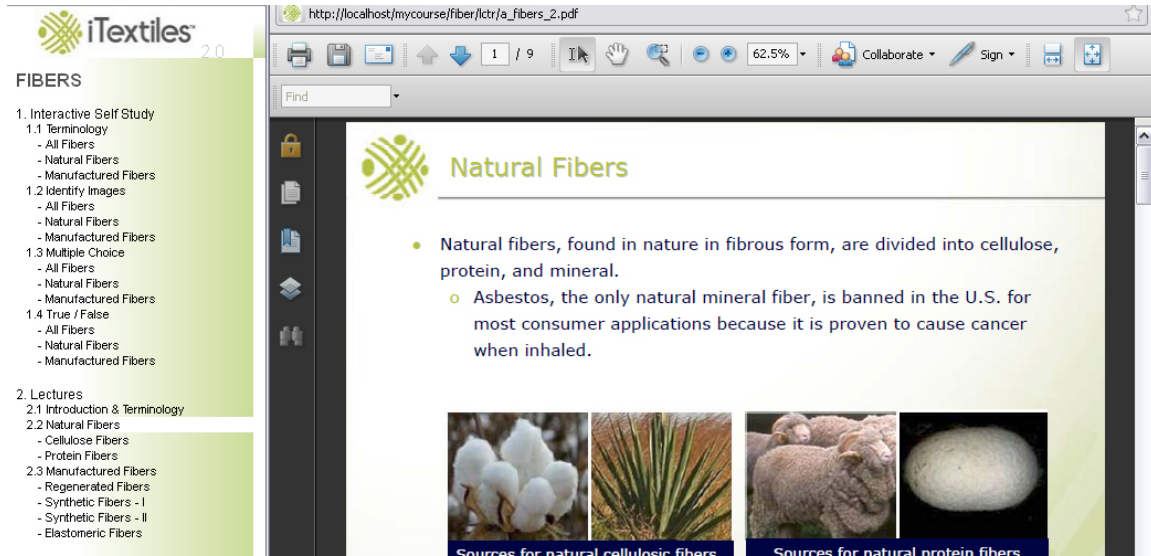 iTextiles
2.0
FIBERS
1. Interactive Self Study
1.1 Terminology
- All Fibers
- Natural Fibers
- Manufactured Fibers
1.2 Identify Images
- All Fibers
- Natural Fibers
- Manufactured Fibers
1.3 Multiple Choice
- All Fibers
- Natural Fibers
- Manufactured Fibers
1.4 True / False
- All Fibers
- Natural Fibers
- Manufactured Fibers
2. Lectures
2.1 Introduction & Terminology
2.2 Natural Fibers
- Cellulose Fibers
- Protein Fibers
2.3 Manufactured Fibers
- Regenerated Fibers
- Synthetic Fibers - I
- Synthetic Fibers - II
- Elastomeric Fibers
http://localhost/mycourse/fiber/lctr/a_fibers_2.pdf
1 / 9 62.5% Collaborate Sign
Find
Natural Fibers
• Natural fibers, found in nature in fibrous form, are divided into cellulose,
protein, and mineral.
o Asbestos, the only natural mineral fiber, is banned in the U.S. for
most consumer applications because it is proven to cause cancer
when inhaled.
Sources for natural cellulosic fibers
Sources for natural protein fibers